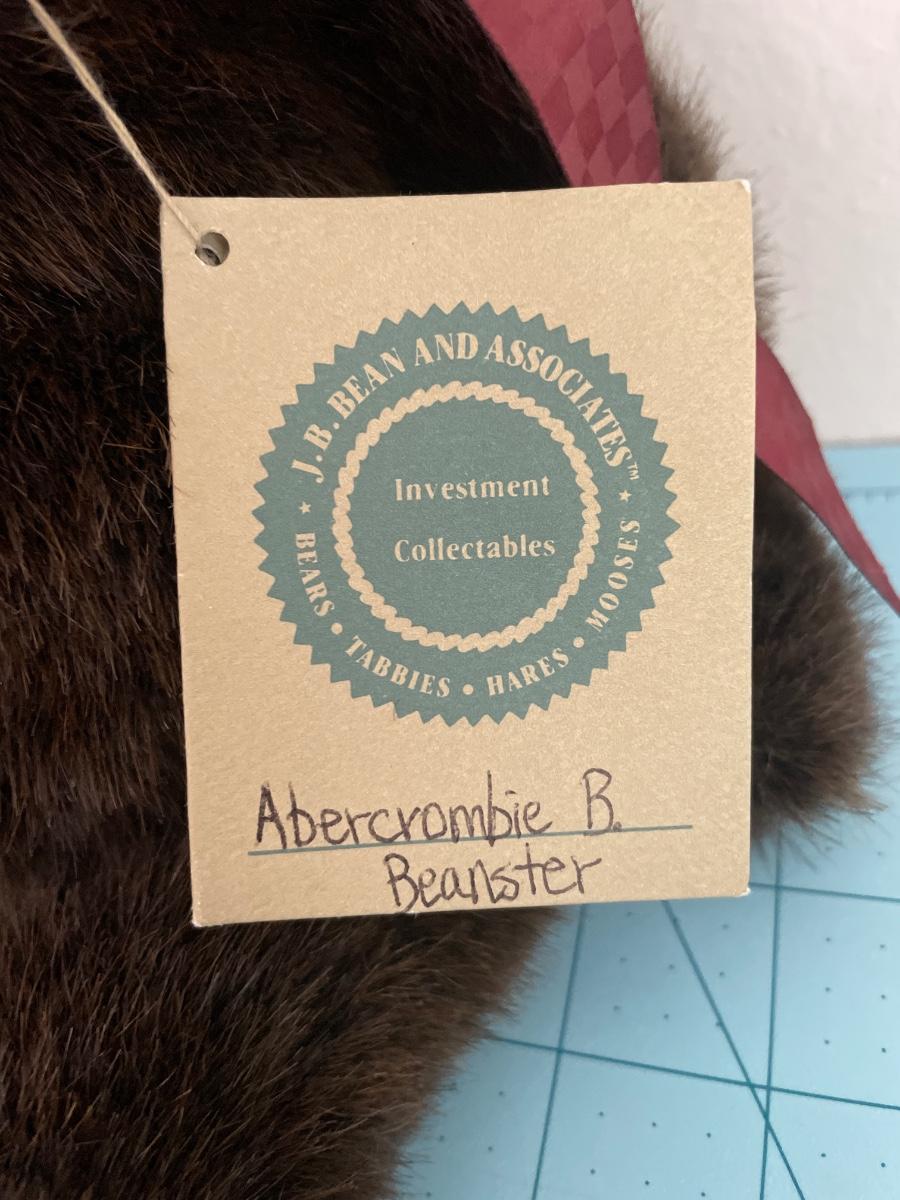 J.B. BEAN AND ASSOCIATES™
Investment
Collectables
★ BEARS • TABBIES • HARES • MOOSES ★
Abercrombie B.
Beanster